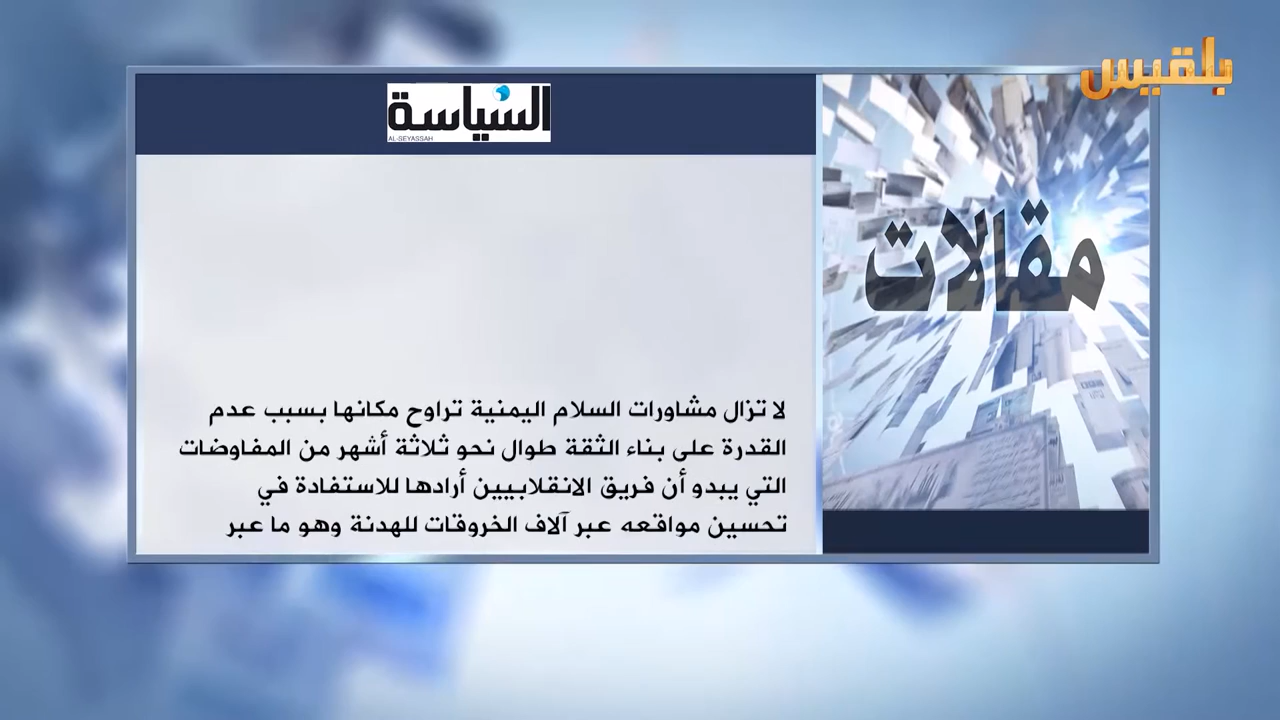 بلقيس
السياسة
AL-SEYASSAH
مقالات
لا تزال مشاورات السلام اليمنية تراوح مكانها بسبب عدم
القدرة على بناء الثقة طوال نحو ثلاثة أشهر من المفاوضات
التي يبدو أن فريق الانقلابيين أرادها للاستفادة في
تحسين مواقعه عبر آلاف الخروقات للهدنة وهو ما عبر